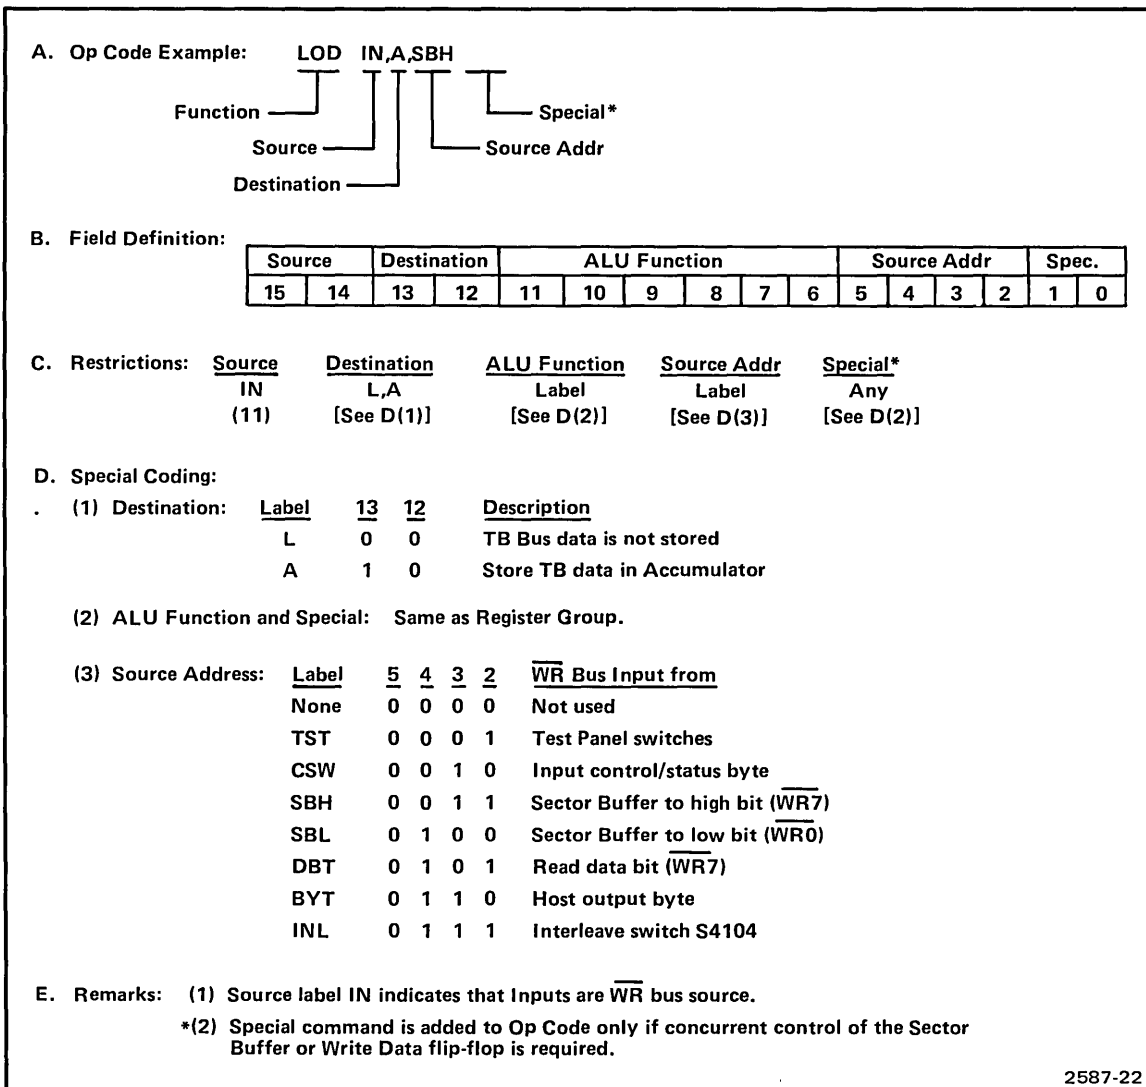 A. Op Code Example: LOD IN,A,SBH
Function Special*
Source Source Addr
Destination
B. Field Definition:
Source Destination ALU Function Source Addr Spec.
15 14 13 12 11 10 9 8 7 6 5 4 3 2 1 0
C. Restrictions: Source Destination ALU Function Source Addr Special*
IN L,A Label Label Any
(11) [See D(1)] [See D(2)] [See D(3)] [See D(2)]
D. Special Coding:
. (1) Destination: Label 13 12 Description
L 0 0 TB Bus data is not stored
A 1 0 Store TB data in Accumulator
(2) ALU Function and Special: Same as Register Group.
(3) Source Address: Label 5 4 3 2 W̅R̅ Bus Input from
None 0 0 0 0 Not used
TST 0 0 0 1 Test Panel switches
CSW 0 0 1 0 Input control/status byte
SBH 0 0 1 1 Sector Buffer to high bit (W̅R̅7̅)
SBL 0 1 0 0 Sector Buffer to low bit (W̅R̅0̅)
DBT 0 1 0 1 Read data bit (W̅R̅7̅)
BYT 0 1 1 0 Host output byte
INL 0 1 1 1 Interleave switch S4104
E. Remarks: (1) Source label IN indicates that Inputs are W̅R̅ bus source.
*(2) Special command is added to Op Code only if concurrent control of the Sector
Buffer or Write Data flip-flop is required.
2587-22